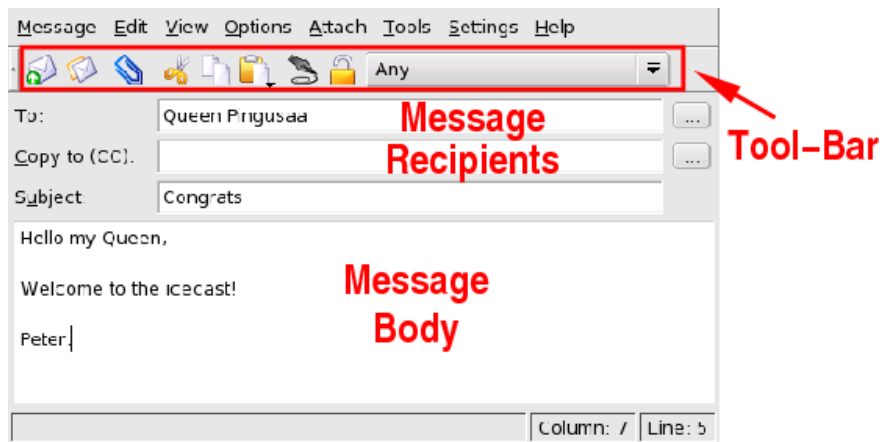 Message Edit View Options Attach Tools Settings Help
Any
To: Queen Pingusaa ...
Copy to (CC). ...
Subject Congrats
Message
Recipients
Tool-Bar
Hello my Queen,
Welcome to the icecast!
Peter.
Message
Body
Column: 7 Line: 5